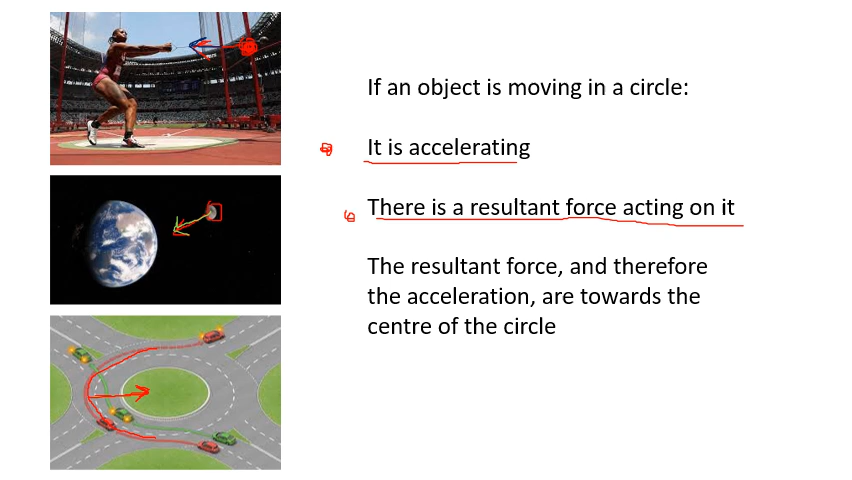 If an object is moving in a circle:
It is accelerating
There is a resultant force acting on it
The resultant force, and therefore
the acceleration, are towards the
centre of the circle